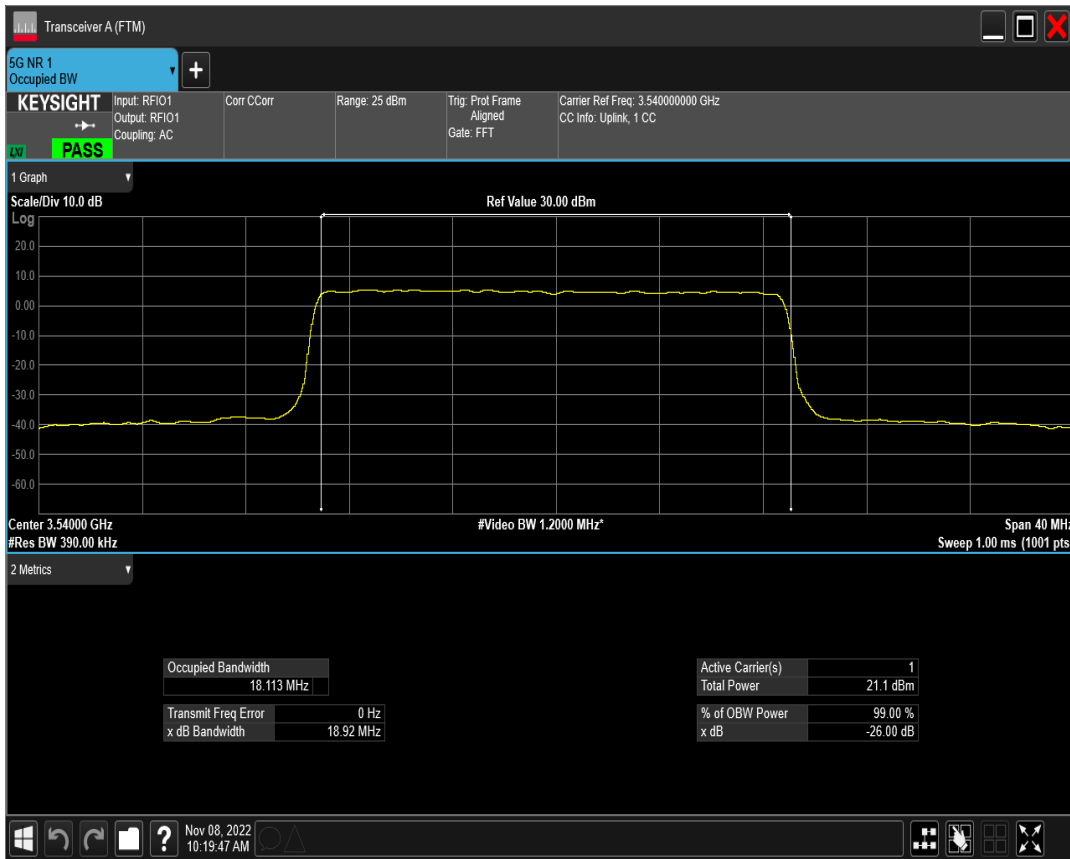 Transceiver A (FTM)
5G NR 1
Occupied BW
+
KEYSIGHT
LXI
PASS
Input: RFIO1
Output: RFIO1
Coupling: AC
Corr CCorr
Range: 25 dBm
Trig: Prot Frame
Aligned
Gate: FFT
Carrier Ref Freq: 3.540000000 GHz
CC Info: Uplink, 1 CC
1 Graph
Scale/Div 10.0 dB
Ref Value 30.00 dBm
Log
20.0
10.0
0.00
-10.0
-20.0
-30.0
-40.0
-50.0
-60.0
Center 3.54000 GHz
#Video BW 1.2000 MHz*
Span 40 MHz
#Res BW 390.00 kHz
Sweep 1.00 ms (1001 pts
2 Metrics
Occupied Bandwidth
18.113 MHz
Transmit Freq Error 0 Hz
x dB Bandwidth 18.92 MHz
Active Carrier(s) 1
Total Power 21.1 dBm
% of OBW Power 99.00 %
x dB -26.00 dB
?
Nov 08, 2022
10:19:47 AM